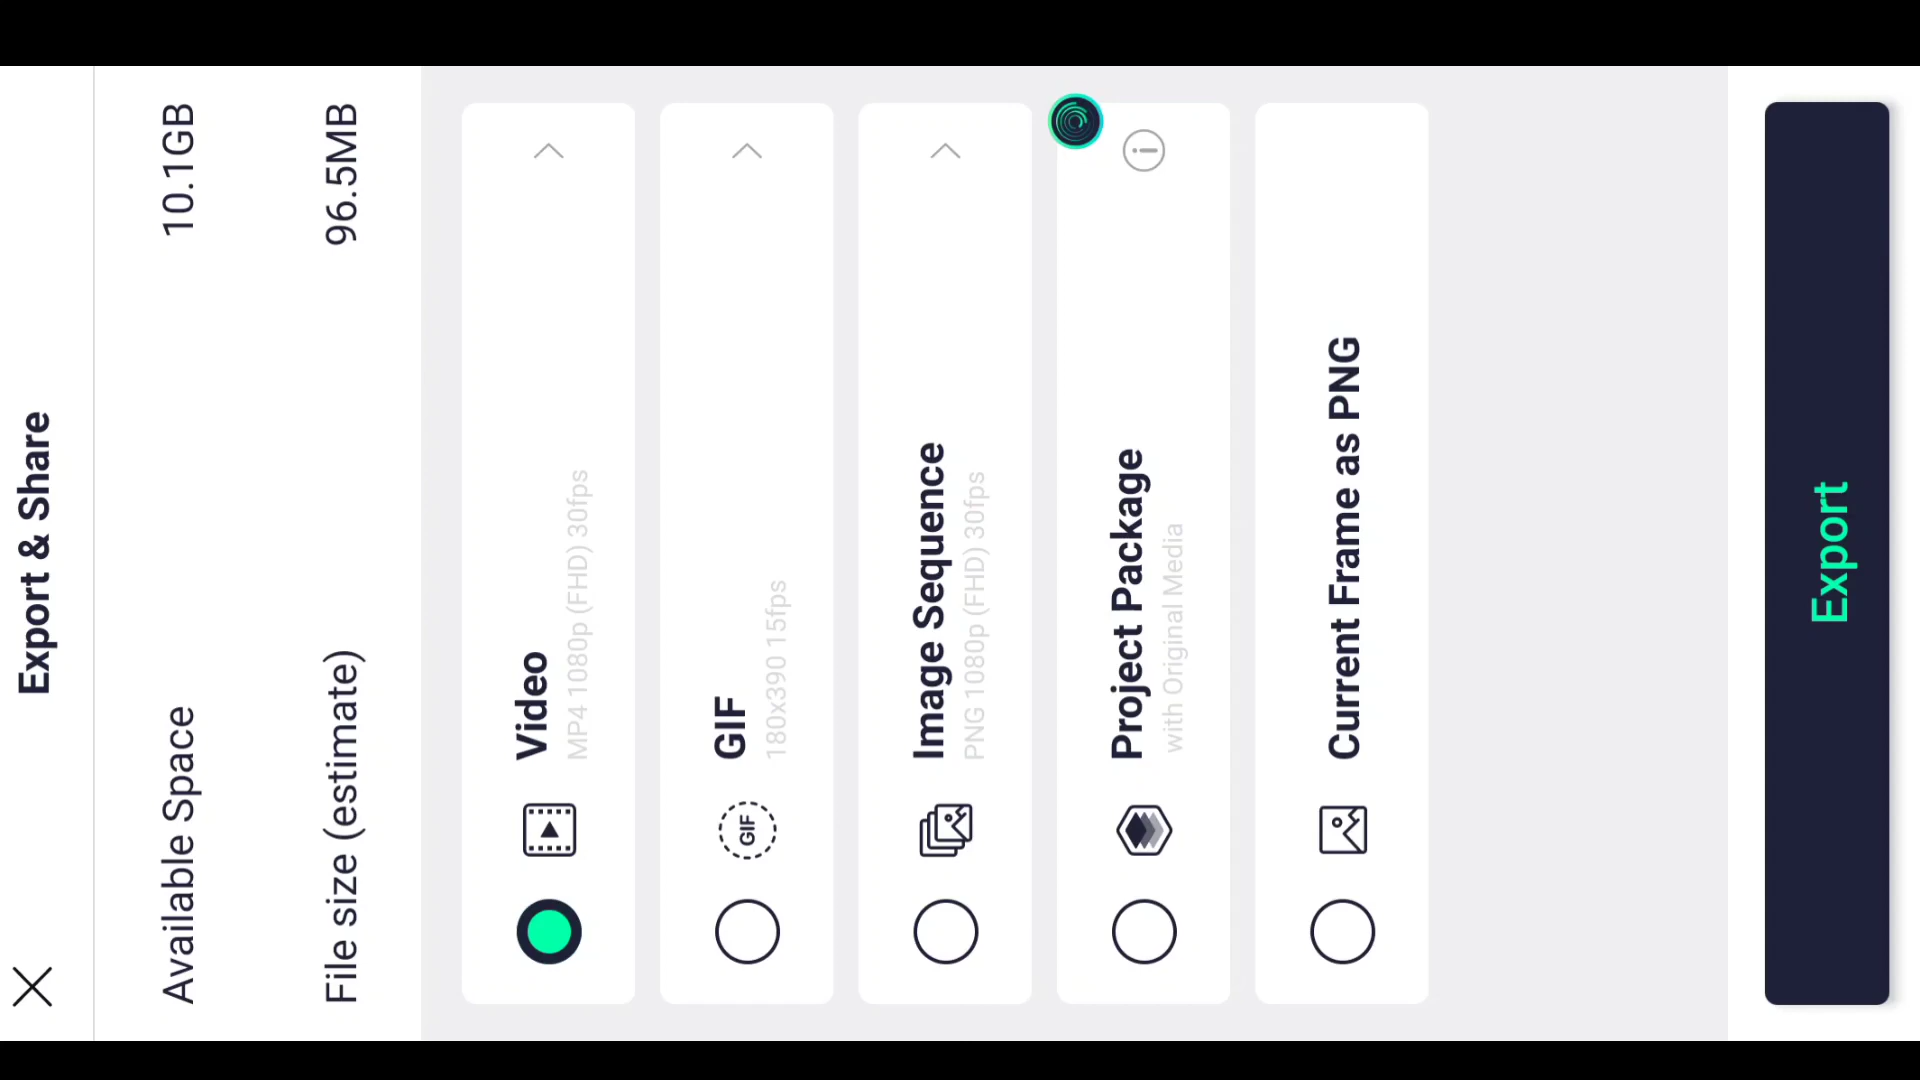 Export & Share
Available Space 10.1GB
File size (estimate) 96.5MB
Video
MP4 1080p (FHD) 30fps
GIF
GIF
180x390 15fps
Image Sequence
PNG 1080p (FHD) 30fps
Project Package
with Original Media
Current Frame as PNG
Export